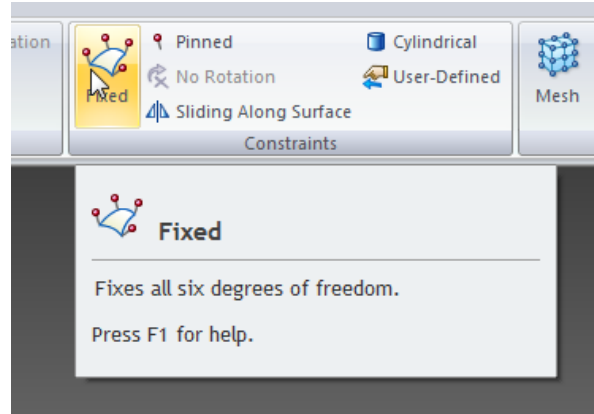 ation
Pinned
Cylindrical
No Rotation
User-Defined
Fixed
Sliding Along Surface
Mesh
Constraints
Fixed
Fixes all six degrees of freedom.
Press F1 for help.